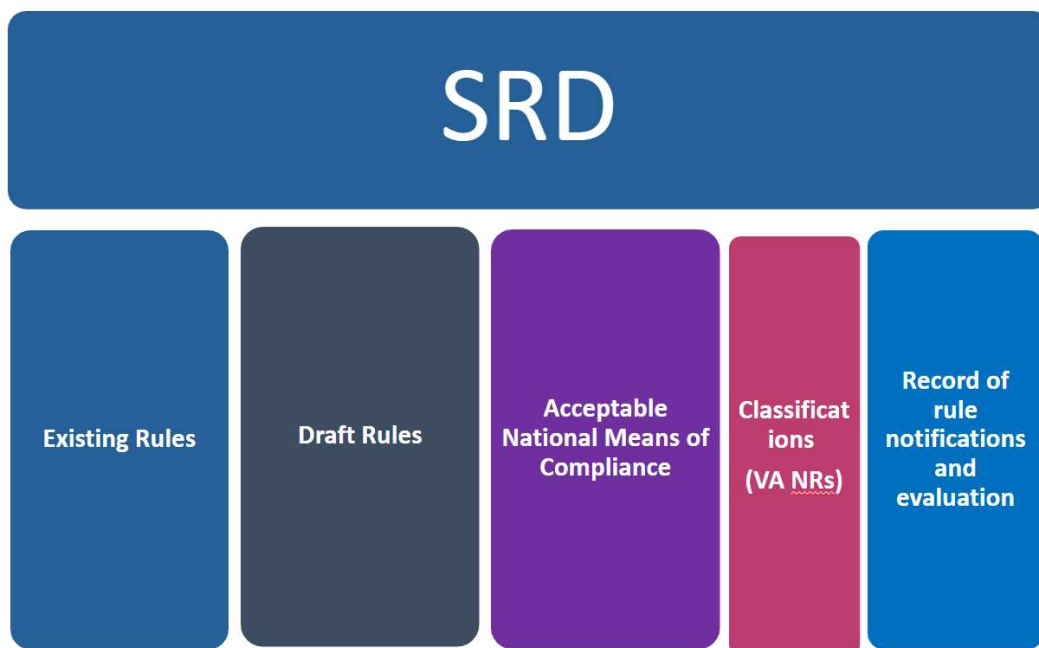 SRD
Existing Rules
Draft Rules
Acceptable
National Means of
Compliance
Classificat
ions
(VA NRs)
Record of
rule
notifications
and
evaluation